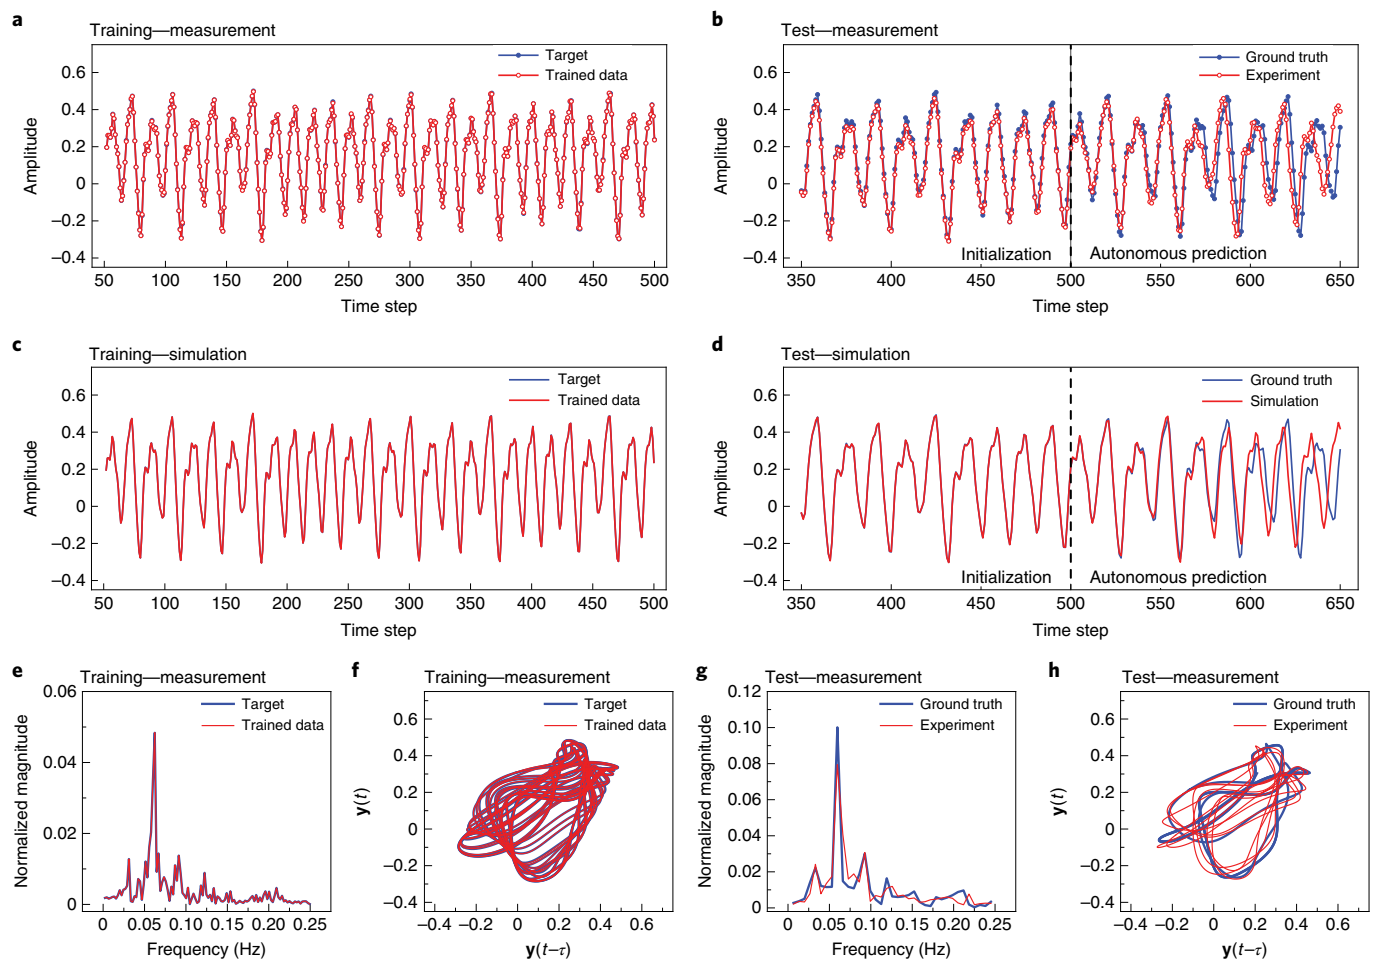 a
Training—measurement
Target
Trained data
0.6
0.4
0.2
0
−0.2
−0.4
Amplitude
50 100 150 200 250 300 350 400 450 500
Time step
b
Test—measurement
Ground truth
Experiment
0.6
0.4
0.2
0
−0.2
−0.4
Amplitude
Initialization
Autonomous prediction
350 400 450 500 550 600 650
Time step
c
Training—simulation
Target
Trained data
0.6
0.4
0.2
0
−0.2
−0.4
Amplitude
50 100 150 200 250 300 350 400 450 500
Time step
d
Test—simulation
Ground truth
Simulation
0.6
0.4
0.2
0
−0.2
−0.4
Amplitude
Initialization
Autonomous prediction
350 400 450 500 550 600 650
Time step
e
Training—measurement
Target
Trained data
0.06
0.04
0.02
0
Normalized magnitude
0 0.05 0.10 0.15 0.20 0.25
Frequency (Hz)
f
Training—measurement
Target
Trained data
0.6
0.4
0.2
0
−0.2
−0.4
y(t)
−0.4 −0.2 0 0.2 0.4 0.6
y(t−τ)
g
Test—measurement
Ground truth
Experiment
0.12
0.10
0.08
0.06
0.04
0.02
0
Normalized magnitude
0 0.05 0.10 0.15 0.20 0.25
Frequency (Hz)
h
Test—measurement
Ground truth
Experiment
0.6
0.4
0.2
0
−0.2
−0.4
y(t)
−0.4 −0.2 0 0.2 0.4 0.6
y(t−τ)